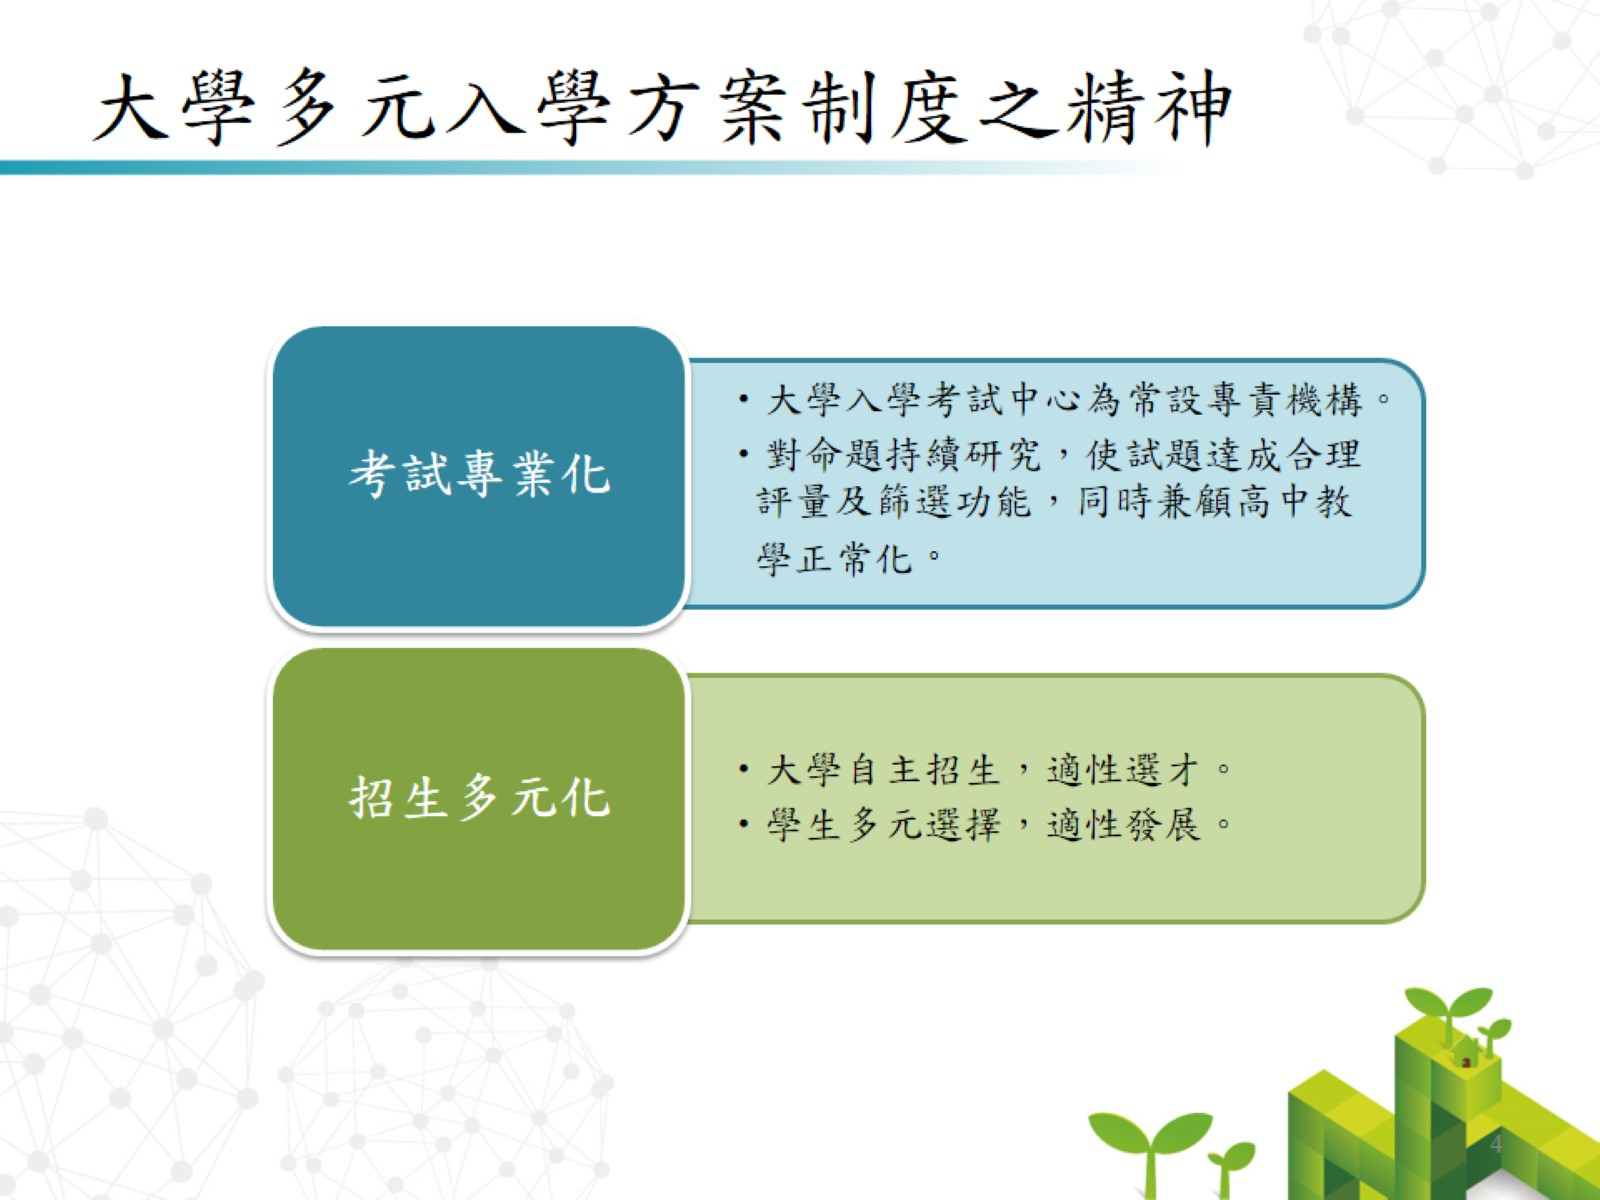 大學多元入學方案制度之精神
考試專業化
•大學入學考試中心為常設專責機構。
•對命題持續研究，使試題達成合理
評量及篩選功能，同時兼顧高中教
學正常化。
招生多元化
•大學自主招生，適性選才。
•學生多元選擇，適性發展。
4